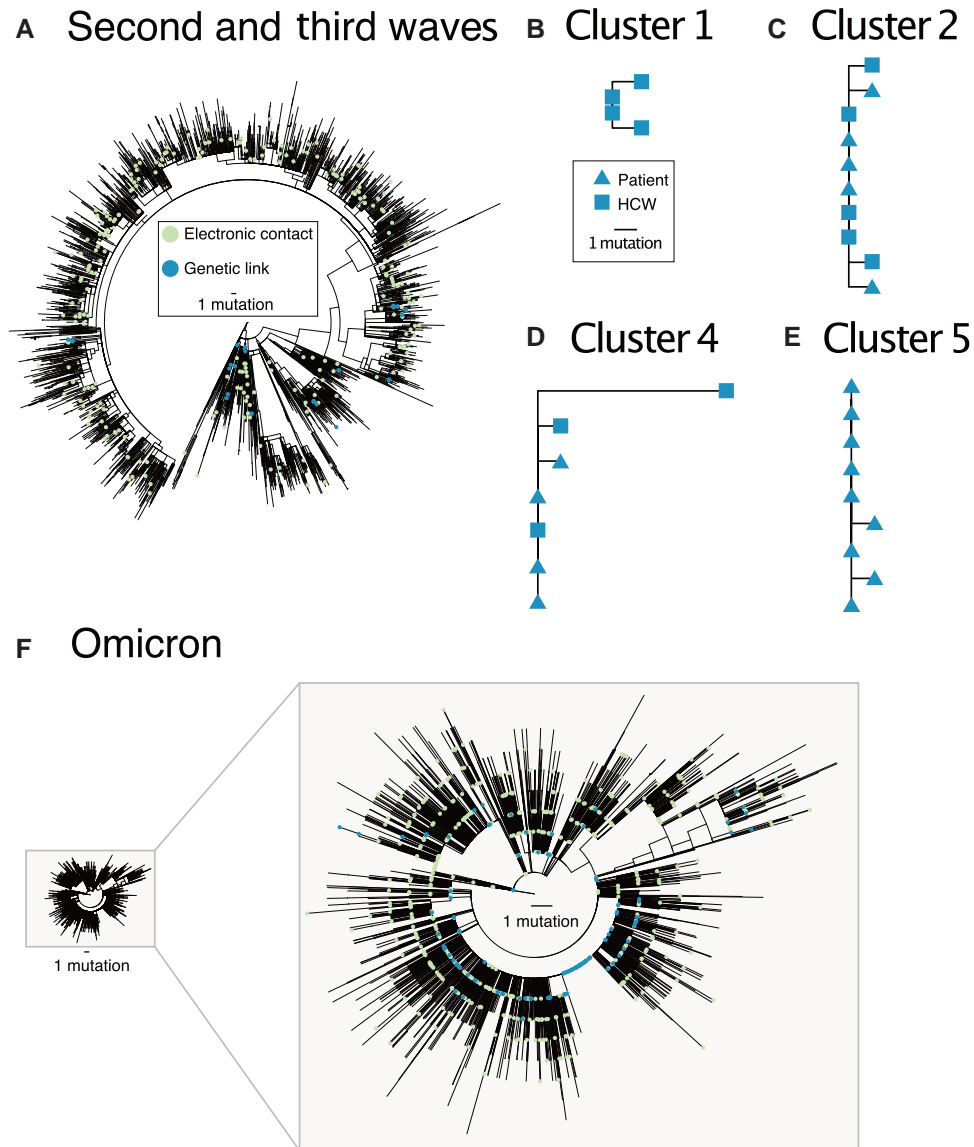 A Second and third waves
B Cluster 1
C Cluster 2
Electronic contact
Genetic link
1 mutation
Patient
HCW
1 mutation
D Cluster 4
E Cluster 5
F Omicron
1 mutation
1 mutation